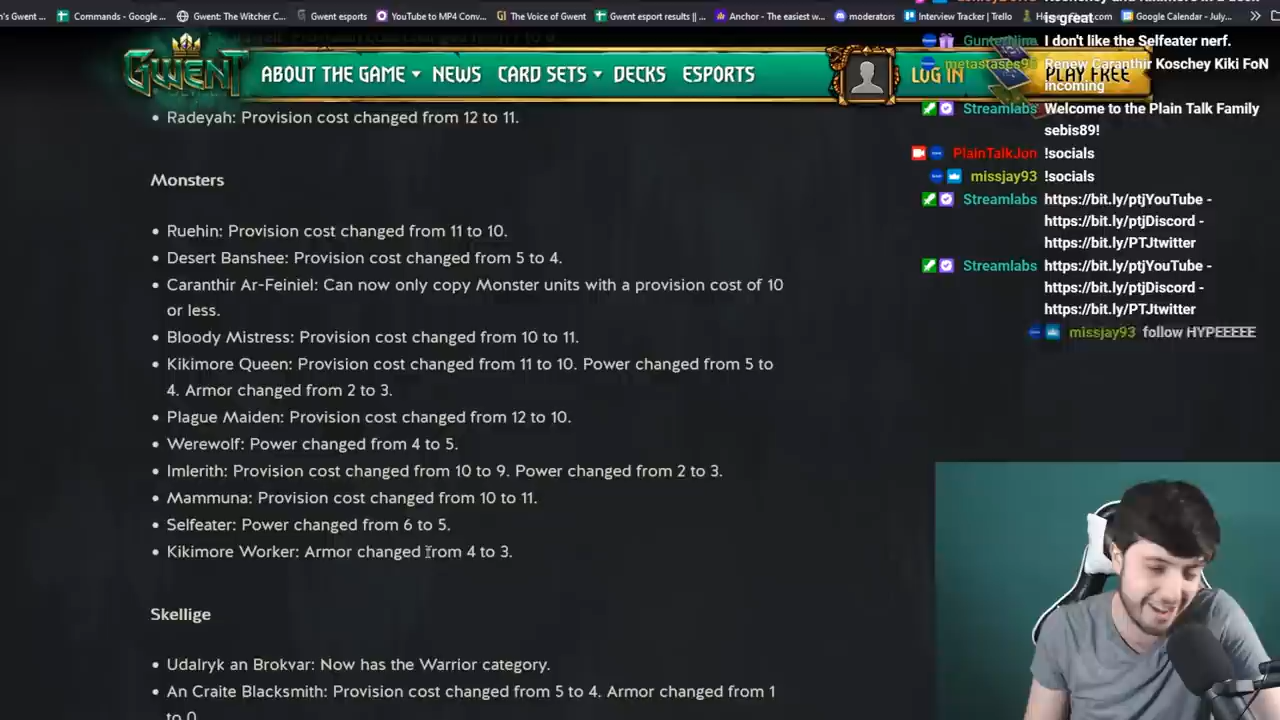 n's Gwent ...
Commands - Google ...
Gwent: The Witcher C...
Gwent esports
YouTube to MP4 Conv...
The Voice of Gwent
Gwent esport results || ...
Anchor - The easiest w...
moderators
Interview Tracker | Trello
Google Calendar - July...
GWENT
ABOUT THE GAME
NEWS
CARD SETS
DECKS
ESPORTS
LOG IN
PLAY FREE
• Radeyah: Provision cost changed from 12 to 11.
Monsters
• Ruehin: Provision cost changed from 11 to 10.
• Desert Banshee: Provision cost changed from 5 to 4.
• Caranthir Ar-Feiniel: Can now only copy Monster units with a provision cost of 10
or less.
• Bloody Mistress: Provision cost changed from 10 to 11.
• Kikimore Queen: Provision cost changed from 11 to 10. Power changed from 5 to
4. Armor changed from 2 to 3.
• Plague Maiden: Provision cost changed from 12 to 10.
• Werewolf: Power changed from 4 to 5.
• Imlerith: Provision cost changed from 10 to 9. Power changed from 2 to 3.
• Mammuna: Provision cost changed from 10 to 11.
• Selfeater: Power changed from 6 to 5.
• Kikimore Worker: Armor changed from 4 to 3.
Skellige
• Udalryk an Brokvar: Now has the Warrior category.
• An Craite Blacksmith: Provision cost changed from 5 to 4. Armor changed from 1
to 0.
is great
I don't like the Selfeater nerf.
Renew Caranthir Koschey Kiki FoN
incoming
Streamlabs Welcome to the Plain Talk Family
sebis89!
PlainTalkJon !socials
missjay93 !socials
Streamlabs https://bit.ly/ptjYouTube -
https://bit.ly/ptjDiscord -
https://bit.ly/PTJtwitter
Streamlabs https://bit.ly/ptjYouTube -
https://bit.ly/ptjDiscord -
https://bit.ly/PTJtwitter
missjay93 follow HYPEEEEE